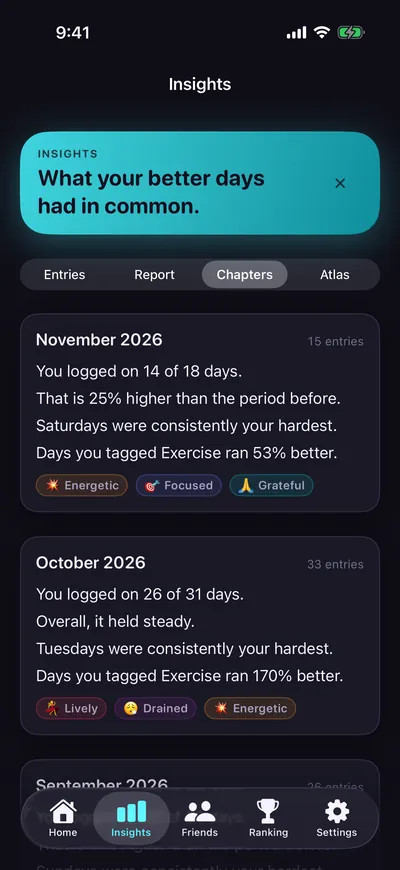 9:41
Insights
INSIGHTS
What your better days
had in common.
Entries Report Chapters Atlas
November 2026 15 entries
You logged on 14 of 18 days.
That is 25% higher than the period before.
Saturdays were consistently your hardest.
Days you tagged Exercise ran 53% better.
Energetic Focused Grateful
October 2026 33 entries
You logged on 26 of 31 days.
Overall, it held steady.
Tuesdays were consistently your hardest.
Days you tagged Exercise ran 170% better.
Lively Drained Energetic
September 2026 26 entries
Home Insights Friends Ranking Settings